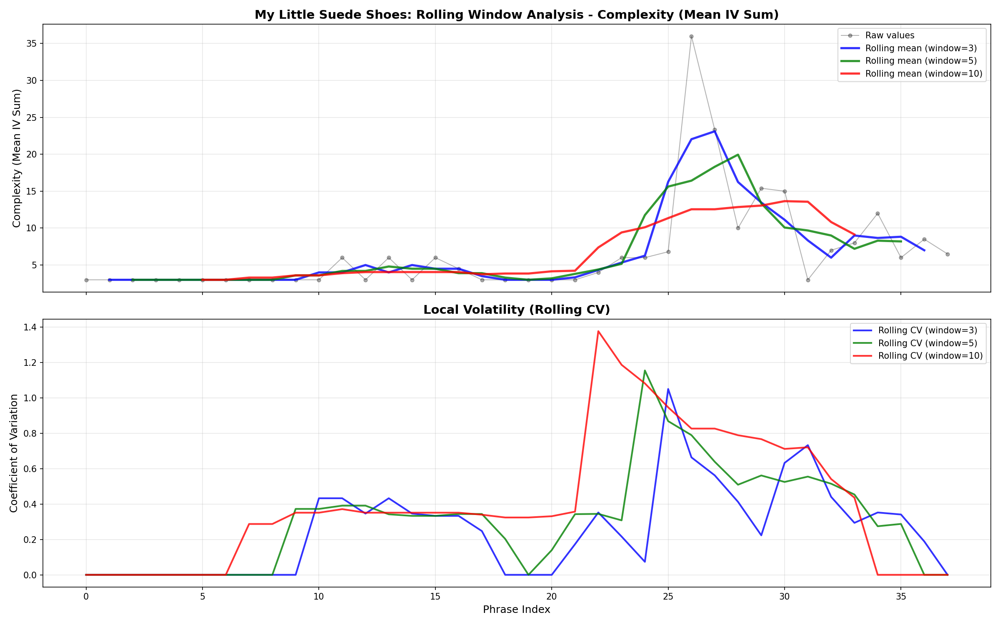 My Little Suede Shoes: Rolling Window Analysis - Complexity (Mean IV Sum)
Complexity (Mean IV Sum)
35
30
25
20
15
10
5
Raw values
Rolling mean (window=3)
Rolling mean (window=5)
Rolling mean (window=10)
Local Volatility (Rolling CV)
Coefficient of Variation
1.4
1.2
1.0
0.8
0.6
0.4
0.2
0.0
Rolling CV (window=3)
Rolling CV (window=5)
Rolling CV (window=10)
0 5 10 15 20 25 30 35
Phrase Index